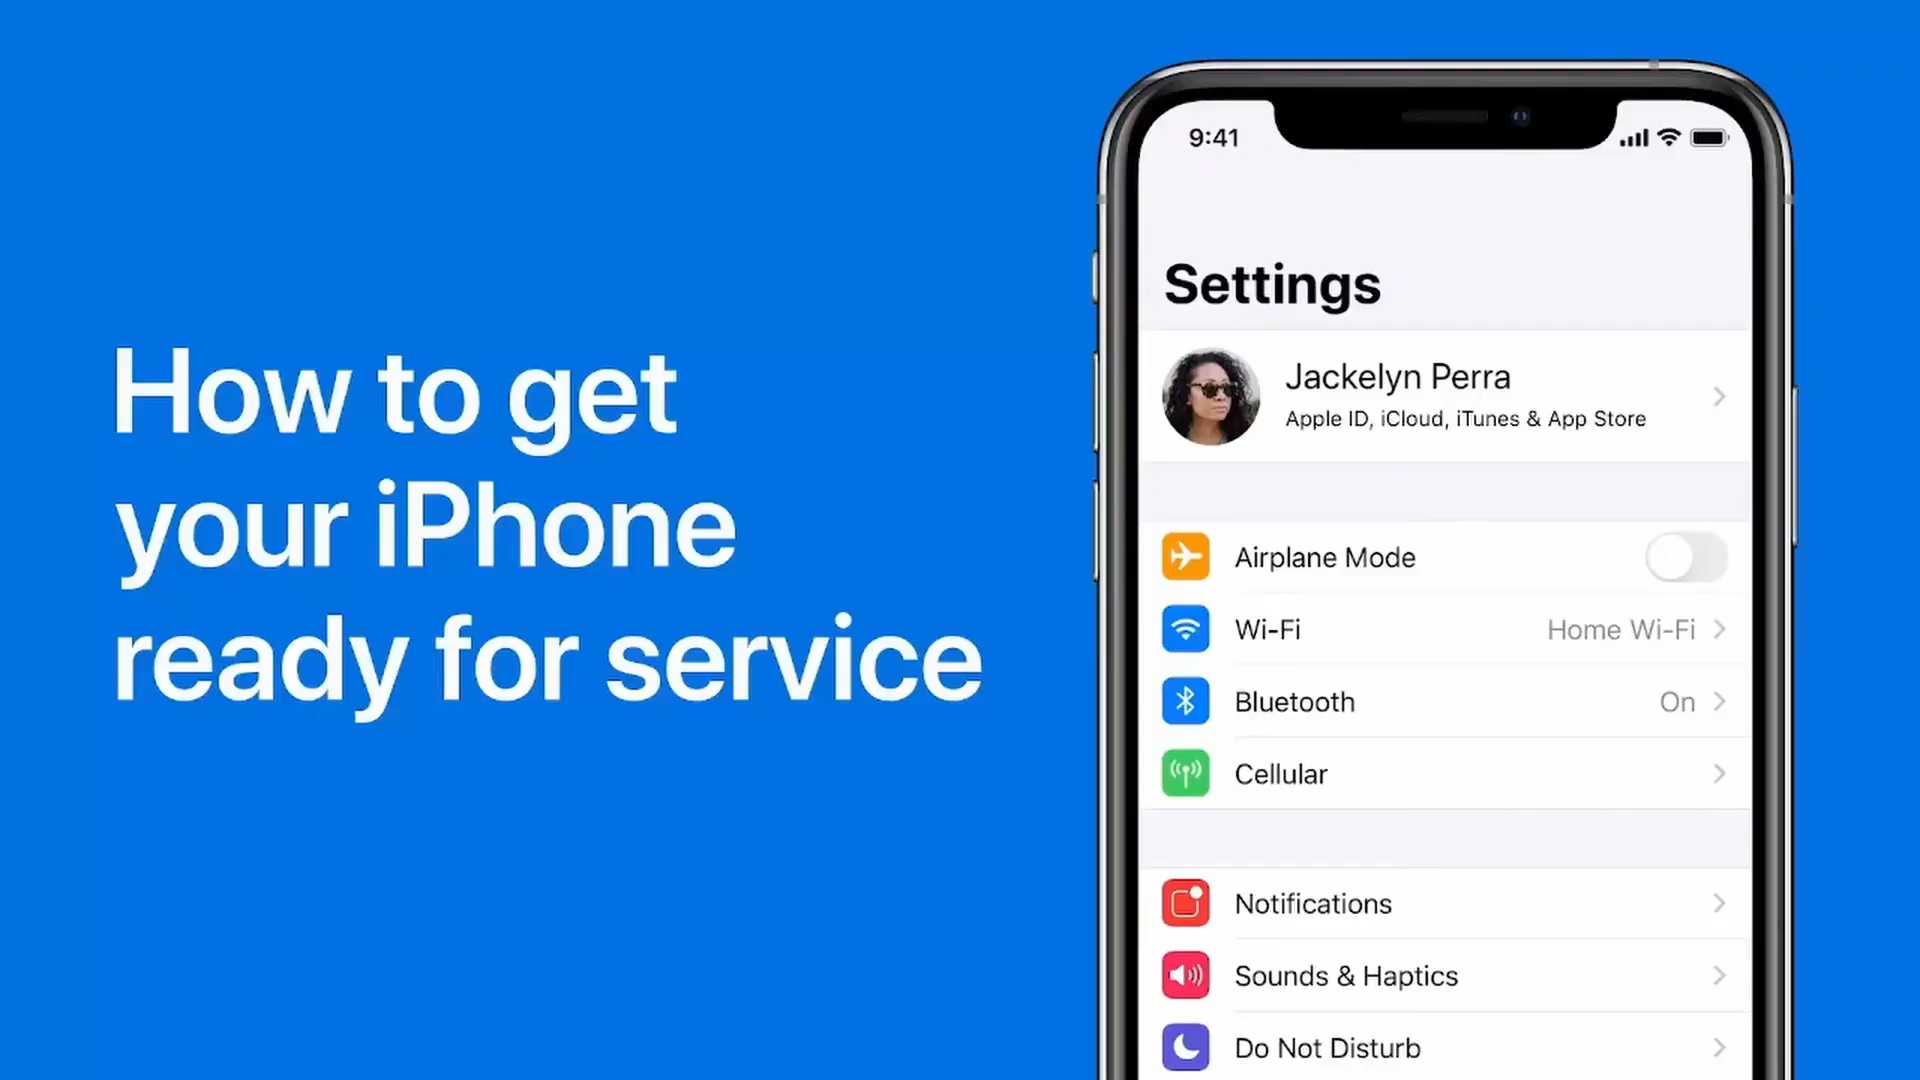 How to get
your iPhone
ready for service
9:41
Settings
Jackelyn Perra
Apple ID, iCloud, iTunes & App Store
Airplane Mode
Wi-Fi Home Wi-Fi
Bluetooth On
Cellular
Notifications
Sounds & Haptics
Do Not Disturb